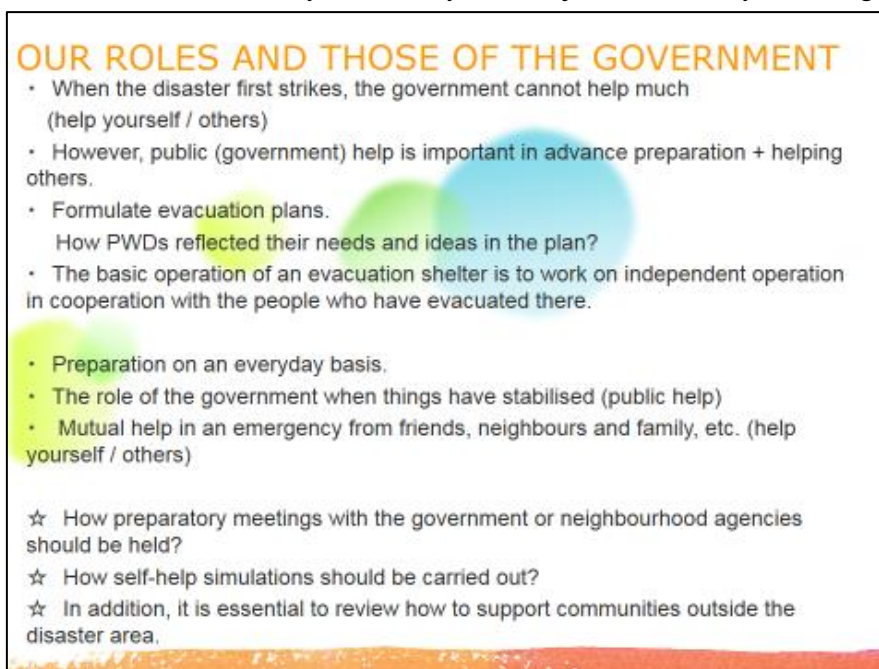 OUR ROLES AND THOSE OF THE GOVERNMENT
・ When the disaster first strikes, the government cannot help much
(help yourself / others)
・ However, public (government) help is important in advance preparation + helping
others.
・ Formulate evacuation plans.
How PWDs reflected their needs and ideas in the plan?
・ The basic operation of an evacuation shelter is to work on independent operation
in cooperation with the people who have evacuated there.
・ Preparation on an everyday basis.
・ The role of the government when things have stabilised (public help)
・ Mutual help in an emergency from friends, neighbours and family, etc. (help
yourself / others)
☆ How preparatory meetings with the government or neighbourhood agencies
should be held?
☆ How self-help simulations should be carried out?
☆ In addition, it is essential to review how to support communities outside the
disaster area.